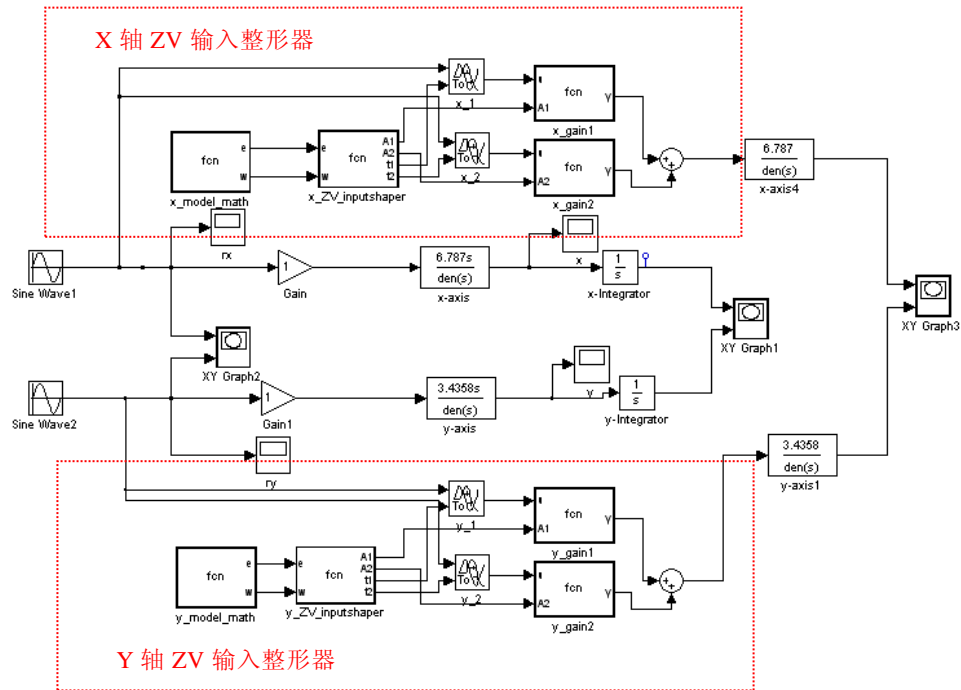 X 轴 ZV 输入整形器
To
x_1
u
fcn
y
A1
x_gain1
fcn
e
w
x_model_math
e
w
fcn
A1
A2
t1
t2
x_ZV_inputshaper
To
x_2
u
fcn
y
A2
x_gain2
+
+
6.787
den(s)
x-axis4
rx
Sine Wave1
1
Gain
6.787s
den(s)
x-axis
x
1
s
x-Integrator
XY Graph1
XY Graph3
XY Graph2
Sine Wave2
1
Gain1
3.4358s
den(s)
y-axis
y
1
s
y-Integrator
ry
3.4358
den(s)
y-axis1
To
y_1
u
fcn
y
A1
y_gain1
fcn
e
w
y_model_math
e
w
fcn
A1
A2
t1
t2
y_ZV_inputshaper
To
y_2
u
fcn
y
A2
y_gain2
+
+
Y 轴 ZV 输入整形器